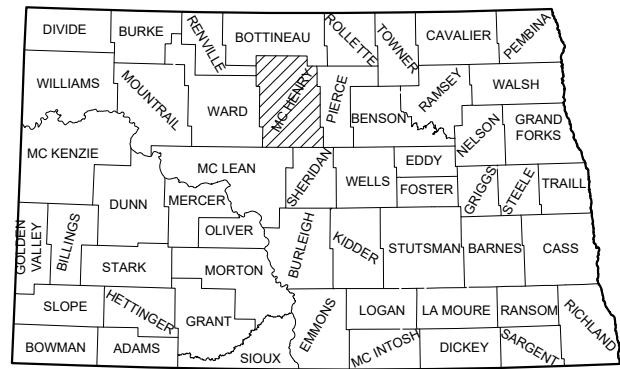 DIVIDE
BURKE
RENVILLE
BOTTINEAU
ROLLETTE
TOWNER
CAVALIER
PEMBINA
WILLIAMS
MOUNTRAIL
WARD
MC HENRY
PIERCE
BENSON
RAMSEY
WALSH
NELSON
GRAND
FORKS
MC KENZIE
DUNN
MC LEAN
MERCER
OLIVER
SHERIDAN
WELLS
EDDY
FOSTER
GRIGGS
STEELE
TRAILL
GOLDEN
VALLEY
BILLINGS
STARK
MORTON
BURLEIGH
KIDDER
STUTSMAN
BARNES
CASS
SLOPE
HETTINGER
GRANT
EMMONS
LOGAN
LA MOURE
RANSOM
RICHLAND
BOWMAN
ADAMS
SIOUX
MC INTOSH
DICKEY
SARGENT